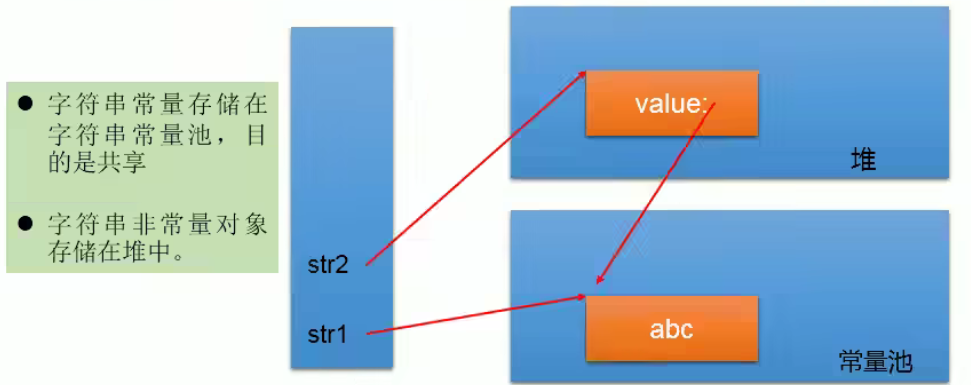 ● 字符串常量存储在
字符串常量池，目
的是共享
● 字符串非常量对象
存储在堆中。
str2
str1
value:
堆
abc
常量池